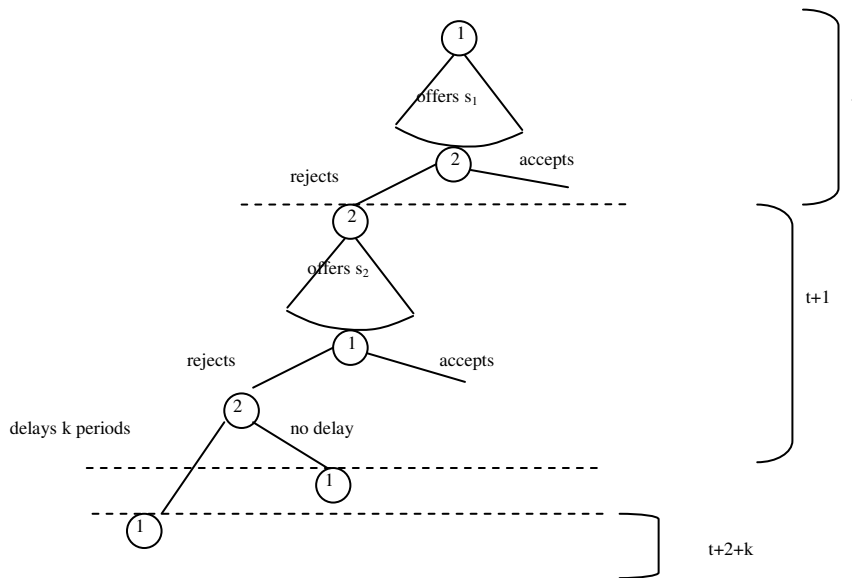 1
offers s₁
2
accepts
rejects
2
offers s₂
t+1
1
rejects
accepts
2
delays k periods
no delay
1
1
t+2+k